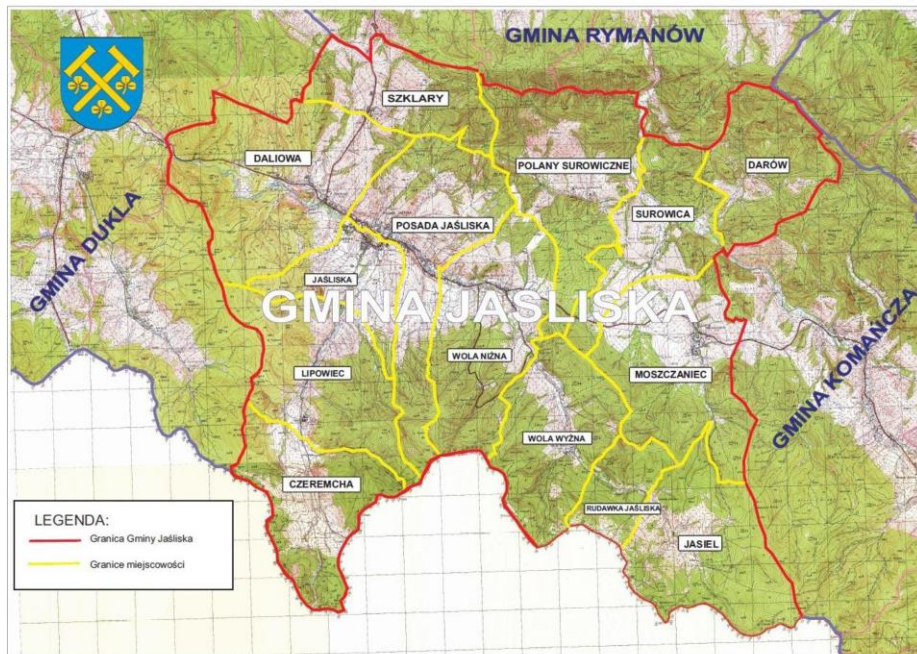 GMINA RYMANÓW
SZKLARY
DALIOWA
POLANY SUROWICZNE
DARÓW
GMINA DUKLA
POSADA JAŚLISKA
SUROWICA
JAŚLISKA
GMINA JAŚLISKA
WOLA NIŻNA
LIPOWIEC
MOSZCZANIEC
GMINA KOMAŃCZA
WOLA WYŻNA
CZEREMCHA
RUDAWKA JAŚLISKA
JASIEL
LEGENDA:
Granica Gminy Jaśliska
Granice miejscowości